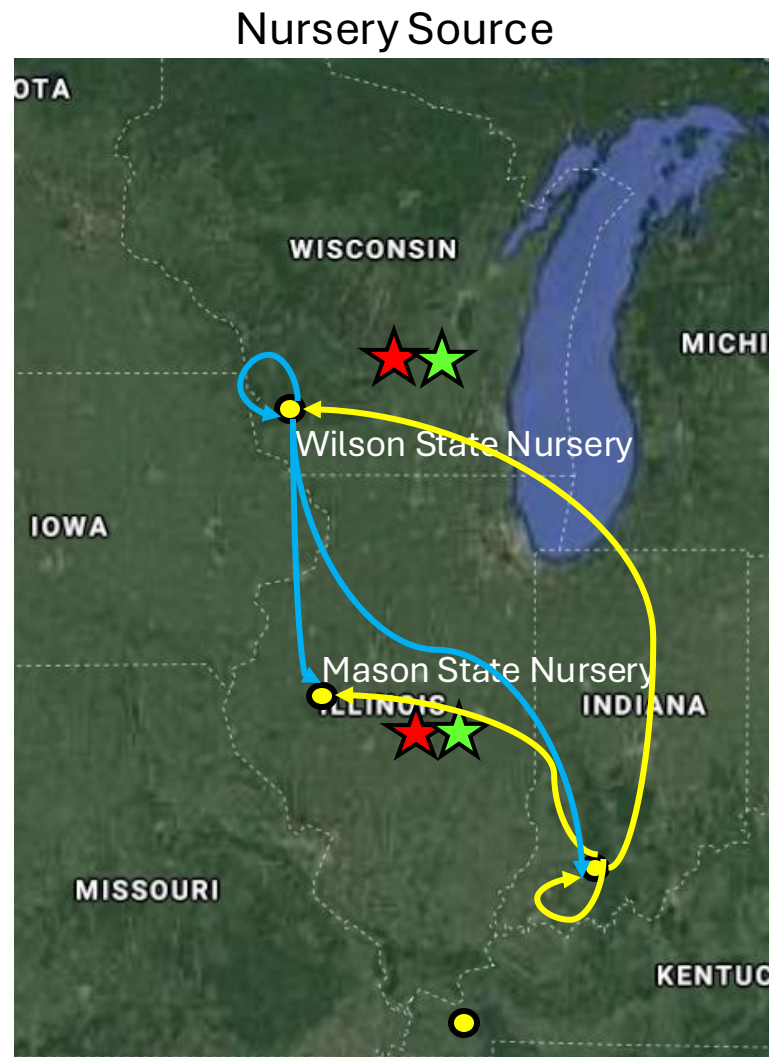 Nursery Source
OTA
WISCONSIN
MICHI
Wilson State Nursery
IOWA
Mason State Nursery
ILLINOIS
INDIANA
MISSOURI
KENTUC